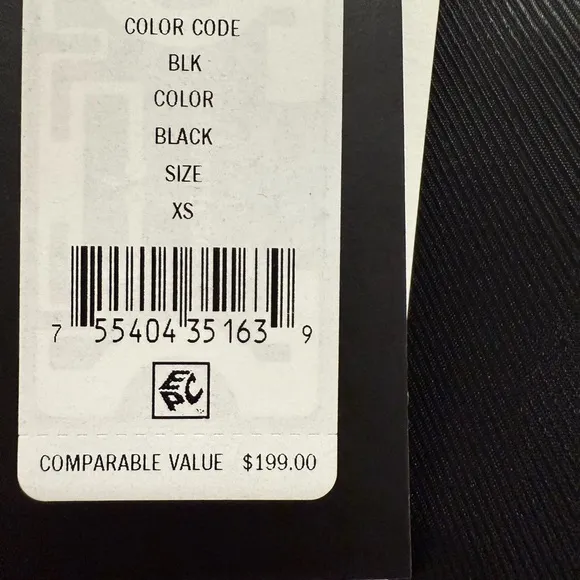 COLOR CODE
BLK
COLOR
BLACK
SIZE
XS
7 55404 35163 9
EPC
COMPARABLE VALUE $199.00